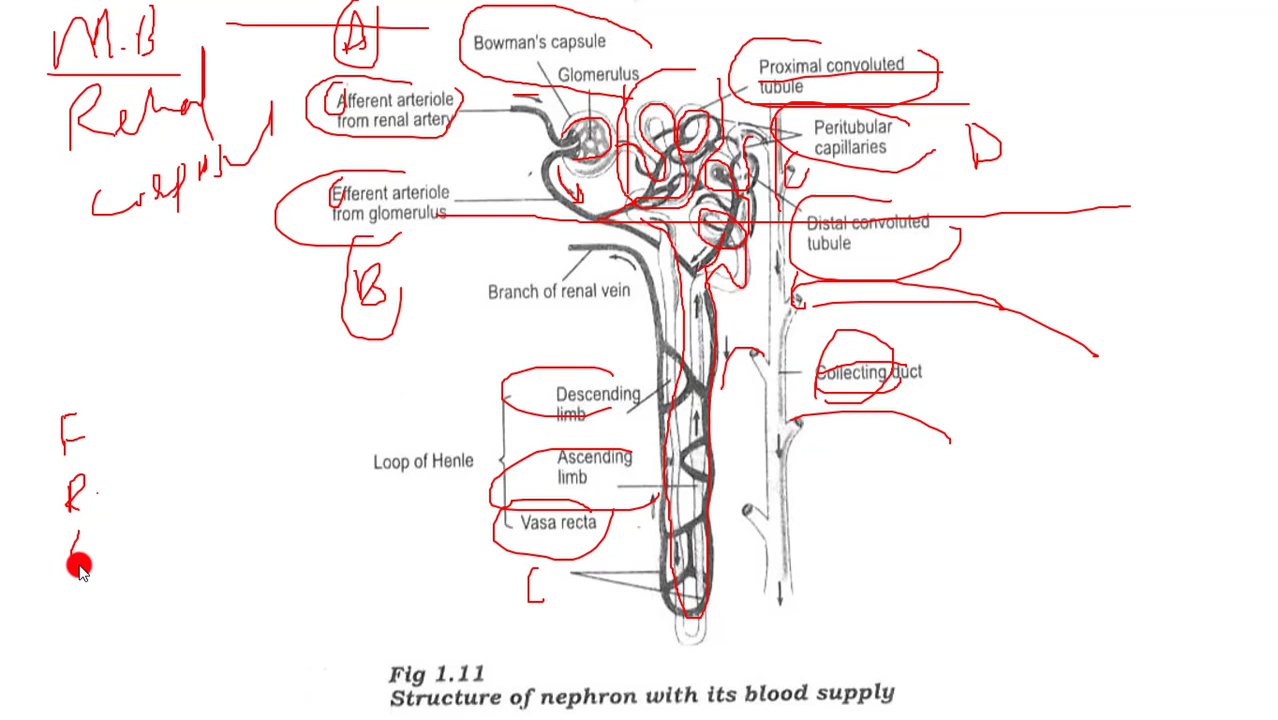 M.B
Renal
corpusul
A
Bowman's capsule
Glomerulus
Afferent arteriole
from renal artery
Efferent arteriole
from glomerulus
B
Proximal convoluted
tubule
Peritubular
capillaries
D
Distal convoluted
tubule
Branch of renal vein
Collecting duct
Descending
limb
Loop of Henle
Ascending
limb
Vasa recta
F
R
C
Fig 1.11
Structure of nephron with its blood supply